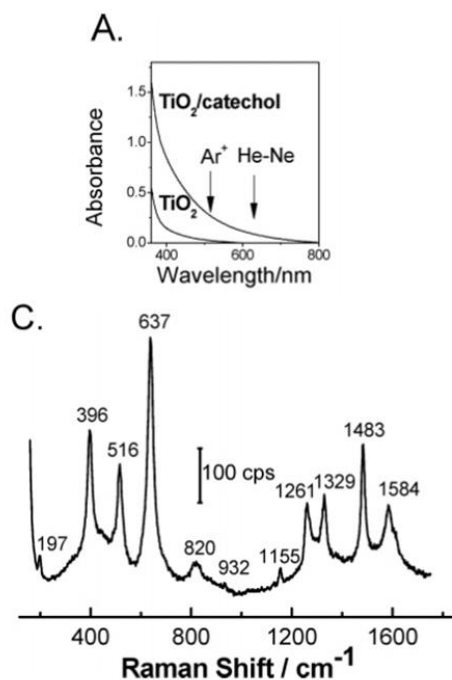 A.
TiO2/catechol
1.5
1.0
Ar+ He-Ne
0.5
TiO2
0.0
400 600 800
Absorbance
Wavelength/nm
C.
637
396
516
197
100 cps
820
932
1155
1261
1329
1483
1584
400 800 1200 1600
Raman Shift / cm-1